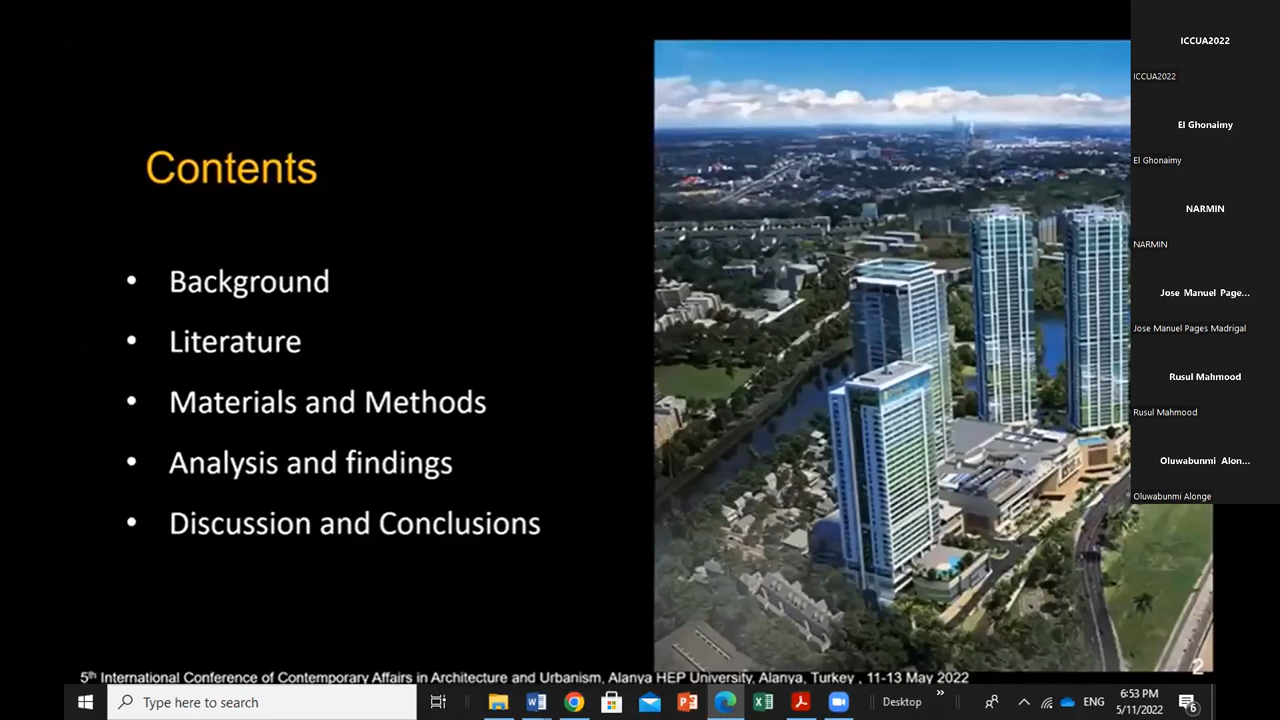 Contents
• Background
• Literature
• Materials and Methods
• Analysis and findings
• Discussion and Conclusions
2
5th International Conference of Contemporary Affairs in Architecture and Urbanism, Alanya HEP University, Alanya, Turkey , 11-13 May 2022
ICCUA2022
ICCUA2022
El Ghonaimy
El Ghonaimy
NARMIN
NARMIN
Jose Manuel Page...
Jose Manuel Pages Madrigal
Rusul Mahmood
Rusul Mahmood
Oluwabunmi Alon...
Oluwabunmi Alonge
Type here to search
Desktop
»
ENG
6:53 PM
5/11/2022
6